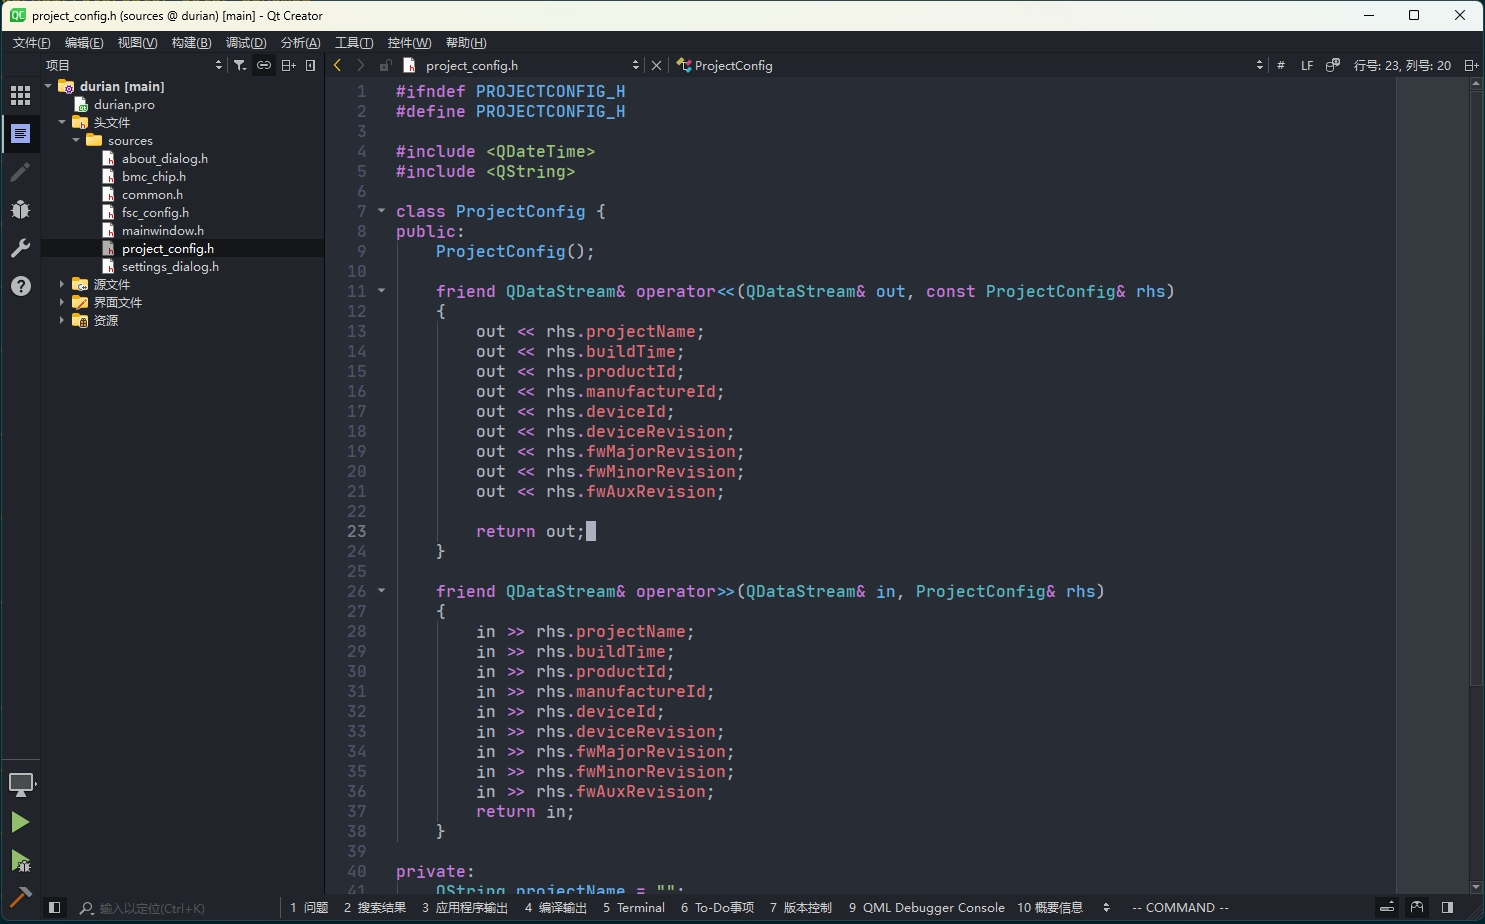 project_config.h (sources @ durian) [main] - Qt Creator
文件(F) 编辑(E) 视图(V) 构建(B) 调试(D) 分析(A) 工具(T) 控件(W) 帮助(H)
项目
project_config.h
ProjectConfig
# LF 行号: 23, 列号: 20
durian [main]
durian.pro
头文件
sources
about_dialog.h
bmc_chip.h
common.h
fsc_config.h
mainwindow.h
project_config.h
settings_dialog.h
源文件
界面文件
资源
1 #ifndef PROJECTCONFIG_H
2 #define PROJECTCONFIG_H
3
4 #include <QDateTime>
5 #include <QString>
6
7 class ProjectConfig {
8 public:
9 ProjectConfig();
10
11 friend QDataStream& operator<<(QDataStream& out, const ProjectConfig& rhs)
12 {
13 out << rhs.projectName;
14 out << rhs.buildTime;
15 out << rhs.productId;
16 out << rhs.manufactureId;
17 out << rhs.deviceId;
18 out << rhs.deviceRevision;
19 out << rhs.fwMajorRevision;
20 out << rhs.fwMinorRevision;
21 out << rhs.fwAuxRevision;
22
23 return out;
24 }
25
26 friend QDataStream& operator>>(QDataStream& in, ProjectConfig& rhs)
27 {
28 in >> rhs.projectName;
29 in >> rhs.buildTime;
30 in >> rhs.productId;
31 in >> rhs.manufactureId;
32 in >> rhs.deviceId;
33 in >> rhs.deviceRevision;
34 in >> rhs.fwMajorRevision;
35 in >> rhs.fwMinorRevision;
36 in >> rhs.fwAuxRevision;
37 return in;
38 }
39
40 private:
41 QString projectName = "";
输入以定位(Ctrl+K)
1 问题 2 搜索结果 3 应用程序输出 4 编译输出 5 Terminal 6 To-Do事项 7 版本控制 9 QML Debugger Console 10 概要信息 -- COMMAND --